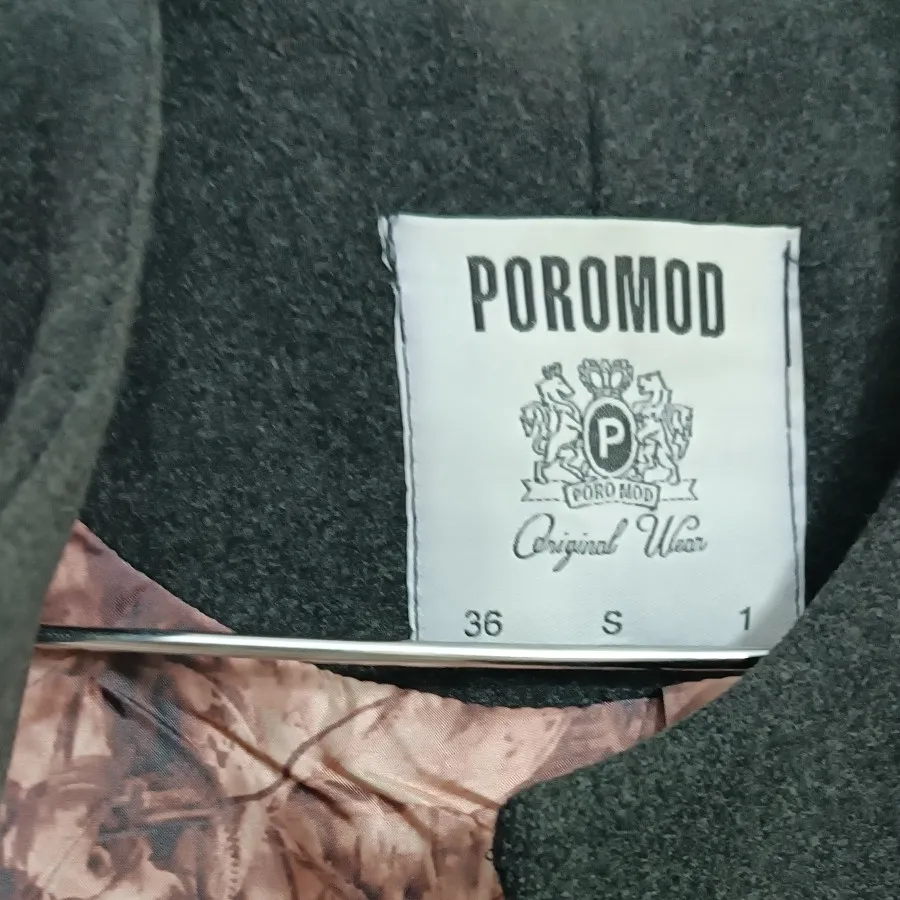 POROMOD
P
PORO MOD
Original Wear
36 S 1